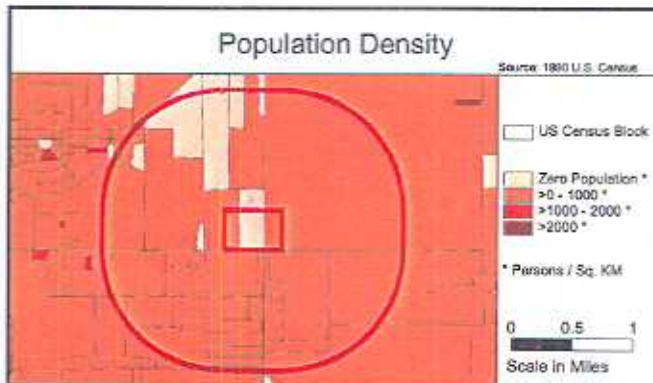 Population Density
Source: 1990 U.S. Census
US Census Block
Zero Population *
>0 - 1000 *
>1000 - 2000 *
>2000 *
* Persons / Sq. KM
0 0.5 1
Scale in Miles